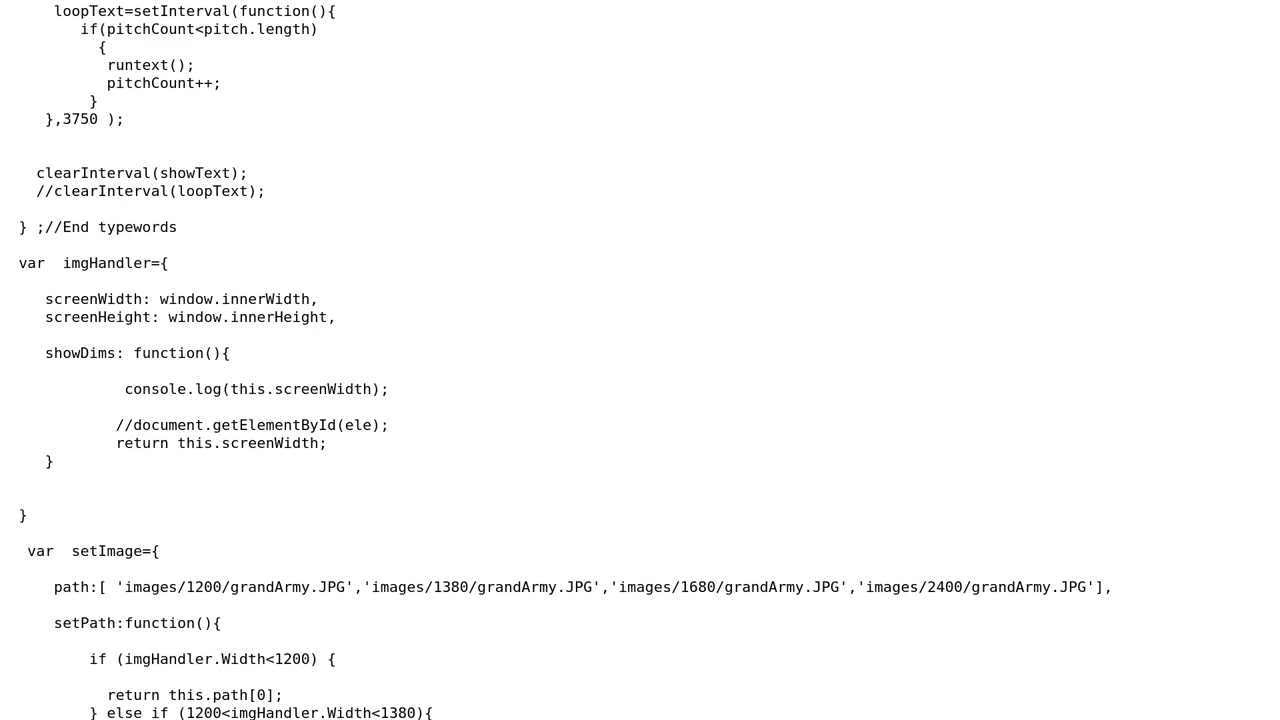 loopText=setInterval(function(){
if(pitchCount<pitch.length)
{
runtext();
pitchCount++;
}
},3750 );
clearInterval(showText);
//clearInterval(loopText);
} ;//End typewords
var  imgHandler={
screenWidth: window.innerWidth,
screenHeight: window.innerHeight,
showDims: function(){
console.log(this.screenWidth);
//document.getElementById(ele);
return this.screenWidth;
}
}
var  setImage={
path:[ 'images/1200/grandArmy.JPG','images/1380/grandArmy.JPG','images/1680/grandArmy.JPG','images/2400/grandArmy.JPG'],
setPath:function(){
if (imgHandler.Width<1200) {
return this.path[0];
} else if (1200<imgHandler.Width<1380){